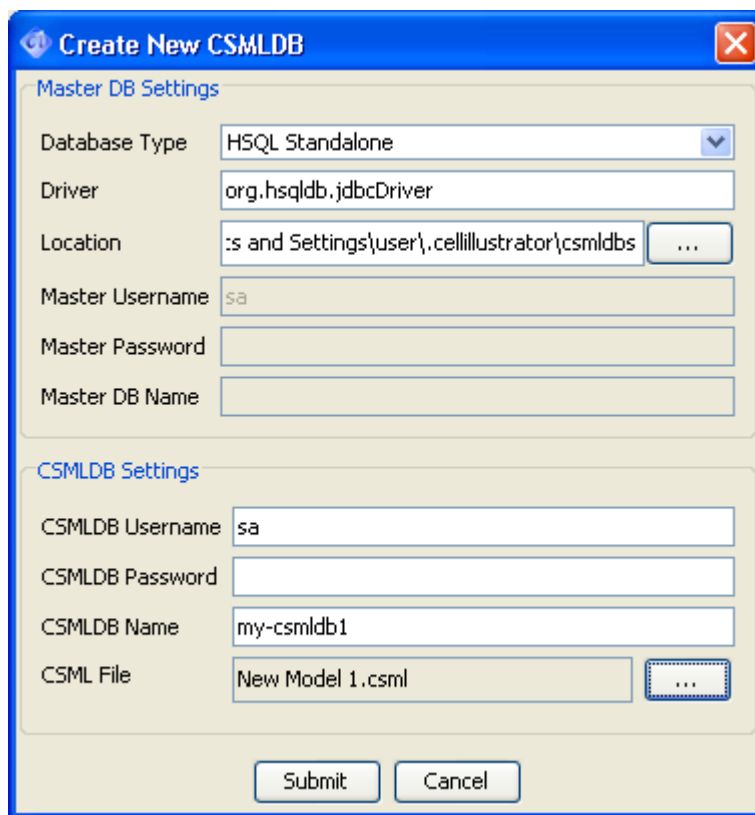 Create New CSMLDB
Master DB Settings
Database Type HSQL Standalone
Driver org.hsqldb.jdbcDriver
Location :s and Settings\user\.cellillustrator\csmldbs ...
Master Username sa
Master Password
Master DB Name
CSMLDB Settings
CSMLDB Username sa
CSMLDB Password
CSMLDB Name my-csmldb1
CSML File New Model 1.csml ...
Submit Cancel